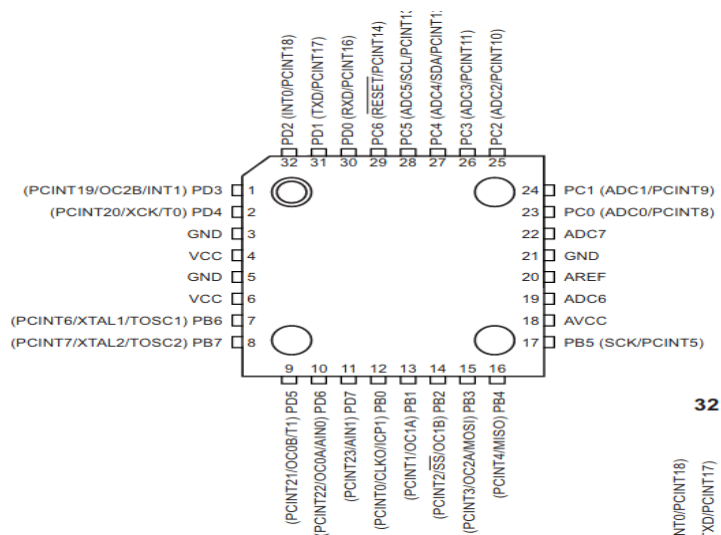 PD2 (INT0/PCINT18)
PD1 (TXD/PCINT17)
PD0 (RXD/PCINT16)
PC6 (RESET/PCINT14)
PC5 (ADC5/SCL/PCINT13
PC4 (ADC4/SDA/PCINT1
PC3 (ADC3/PCINT11)
PC2 (ADC2/PCINT10)
32 31 30 29 28 27 26 25
(PCINT19/OC2B/INT1) PD3 1
(PCINT20/XCK/T0) PD4 2
GND 3
VCC 4
GND 5
VCC 6
(PCINT6/XTAL1/TOSC1) PB6 7
(PCINT7/XTAL2/TOSC2) PB7 8
24 PC1 (ADC1/PCINT9)
23 PC0 (ADC0/PCINT8)
22 ADC7
21 GND
20 AREF
19 ADC6
18 AVCC
17 PB5 (SCK/PCINT5)
9 10 11 12 13 14 15 16
(PCINT21/OC0B/T1) PD5
(PCINT22/OC0A/AIN0) PD6
(PCINT23/AIN1) PD7
(PCINT0/CLKO/ICP1) PB0
(PCINT1/OC1A) PB1
(PCINT2/SS/OC1B) PB2
(PCINT3/OC2A/MOSI) PB3
(PCINT4/MISO) PB4
32
NT0/PCINT18)
XD/PCINT17)